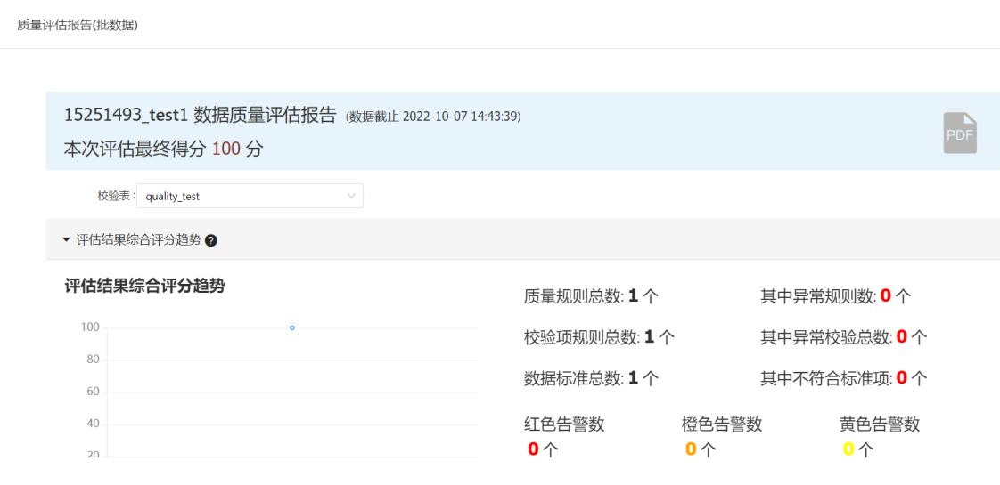 质量评估报告(批数据)
15251493_test1 数据质量评估报告 (数据截止 2022-10-07 14:43:39)
本次评估最终得分 100 分
PDF
校验表: quality_test
评估结果综合评分趋势 ?
评估结果综合评分趋势
100
80
60
40
20
质量规则总数: 1 个 其中异常规则数: 0 个
校验项规则总数: 1 个 其中异常校验总数: 0 个
数据标准总数: 1 个 其中不符合标准项: 0 个
红色告警数 橙色告警数 黄色告警数
0 个 0 个 0 个